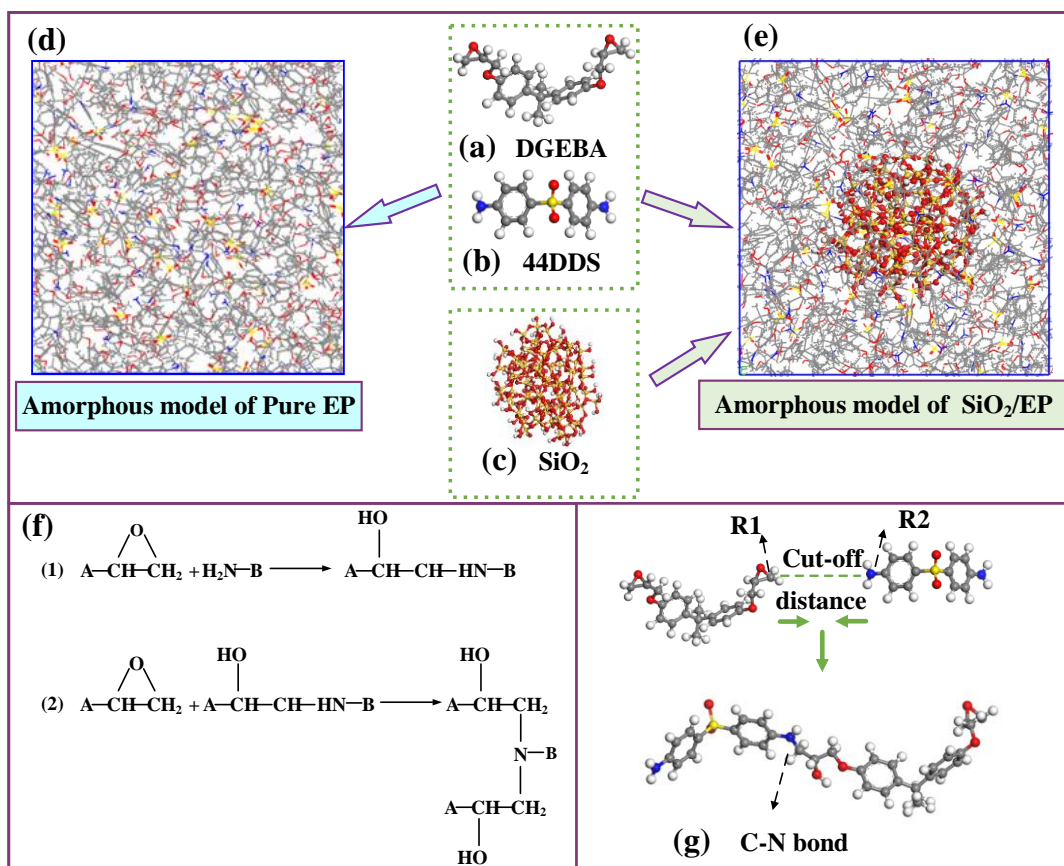 (d)
(e)
(a) DGEBA
(b) 44DDS
(c) SiO₂
Amorphous model of Pure EP
Amorphous model of SiO₂/EP
(f)
HO
O
(1) A—CH—CH₂ + H₂N—B → A—CH—CH—HN—B
HO
O HO
(2) A—CH—CH₂ + A—CH—CH—HN—B → A—CH—CH₂
N—B
A—CH—CH₂
HO
R1
R2
Cut-off
distance
(g)
C-N bond